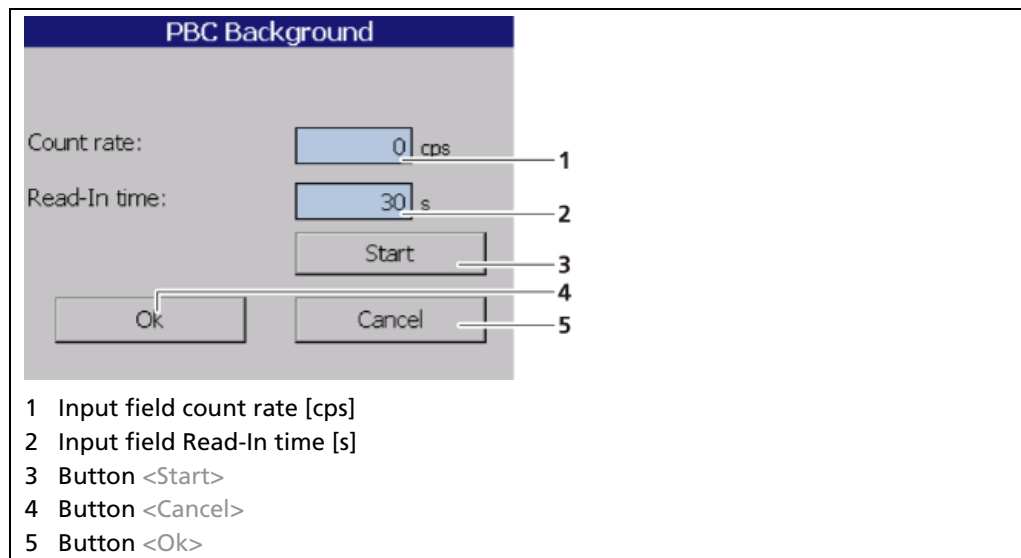 PBC Background
Count rate: 0 cps 1
Read-In time: 30 s 2
Start 3
4
Ok Cancel 5
1 Input field count rate [cps]
2 Input field Read-In time [s]
3 Button <Start>
4 Button <Cancel>
5 Button <Ok>